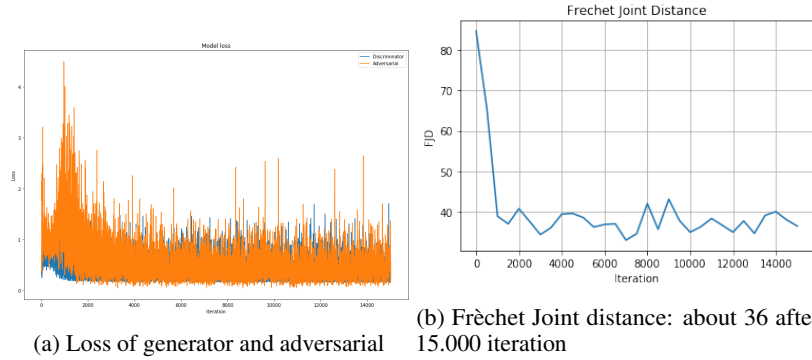 Model loss
Discriminator
Adversarial
4
3
2
1
0
Loss
0 2000 4000 6000 8000 10000 12000 14000
Iteration
(a) Loss of generator and adversarial
Frechet Joint Distance
80
70
60
50
40
FJD
0 2000 4000 6000 8000 10000 12000 14000
Iteration
(b) Frèchet Joint distance: about 36 afte
15.000 iteration